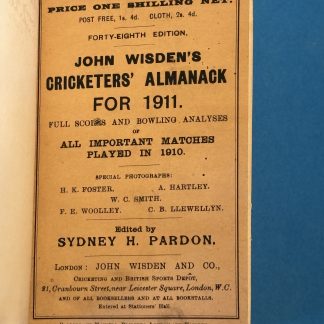 PRICE ONE SHILLING NET.
POST FREE, 1s. 4d. CLOTH, 2s. 4d.
FORTY-EIGHTH EDITION.
JOHN WISDEN'S
CRICKETERS' ALMANACK
FOR 1911.
FULL SCORES AND BOWLING ANALYSES
OF
ALL IMPORTANT MATCHES
PLAYED IN 1910.
SPECIAL PHOTOGRAPHS:
H. K. FOSTER. A. HARTLEY.
W. C. SMITH.
F. E. WOOLLEY. C. B. LLEWELLYN.
Edited by
SYDNEY H. PARDON.
LONDON: JOHN WISDEN AND CO.,
CRICKETING AND BRITISH SPORTS DEPOT,
21, Cranbourn Street, near Leicester Square, London, W.C.
AND OF ALL BOOKSELLERS AND AT ALL BOOKSTALLS.
Entered at Stationers' Hall.